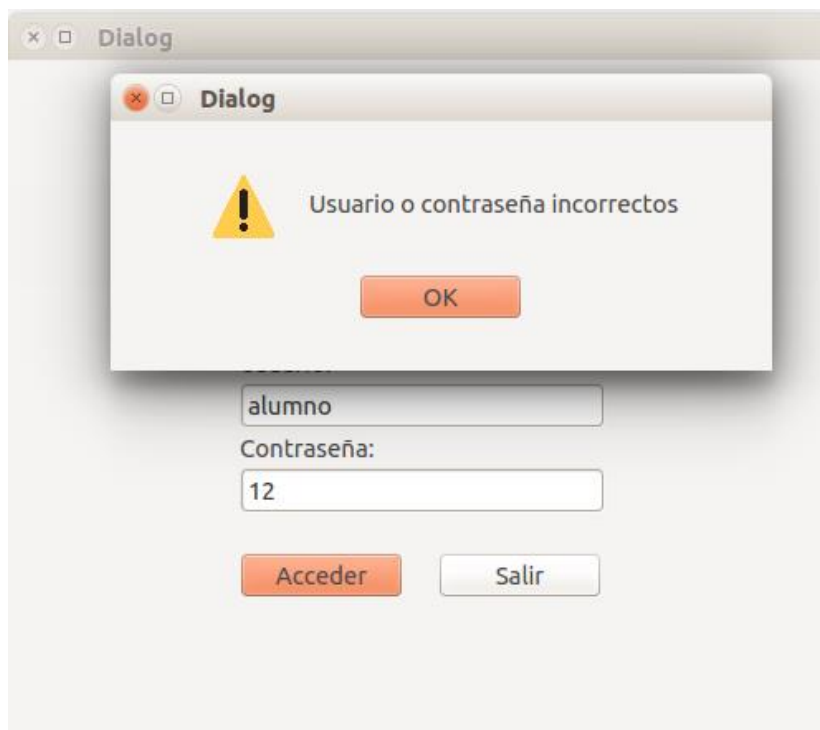 Dialog
Dialog
Usuario o contraseña incorrectos
OK
alumno
Contraseña:
12
Acceder
Salir